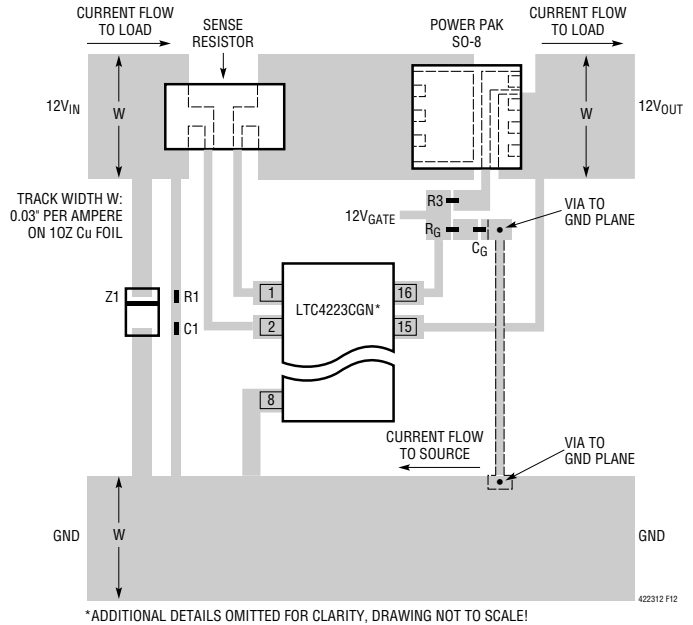 CURRENT FLOW
TO LOAD
SENSE
RESISTOR
POWER PAK
SO-8
CURRENT FLOW
TO LOAD
12VIN
W
W
12VOUT
TRACK WIDTH W:
0.03" PER AMPERE
ON 1OZ Cu FOIL
R3
12VGATE
RG
CG
VIA TO
GND PLANE
Z1
R1
C1
1
2
8
LTC4223CGN*
16
15
CURRENT FLOW
TO SOURCE
VIA TO
GND PLANE
GND
W
GND
422312 F12
*ADDITIONAL DETAILS OMITTED FOR CLARITY, DRAWING NOT TO SCALE!